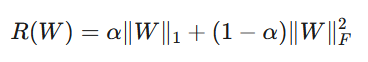 R(W) = α‖W‖₁ + (1 − α)‖W‖²_F